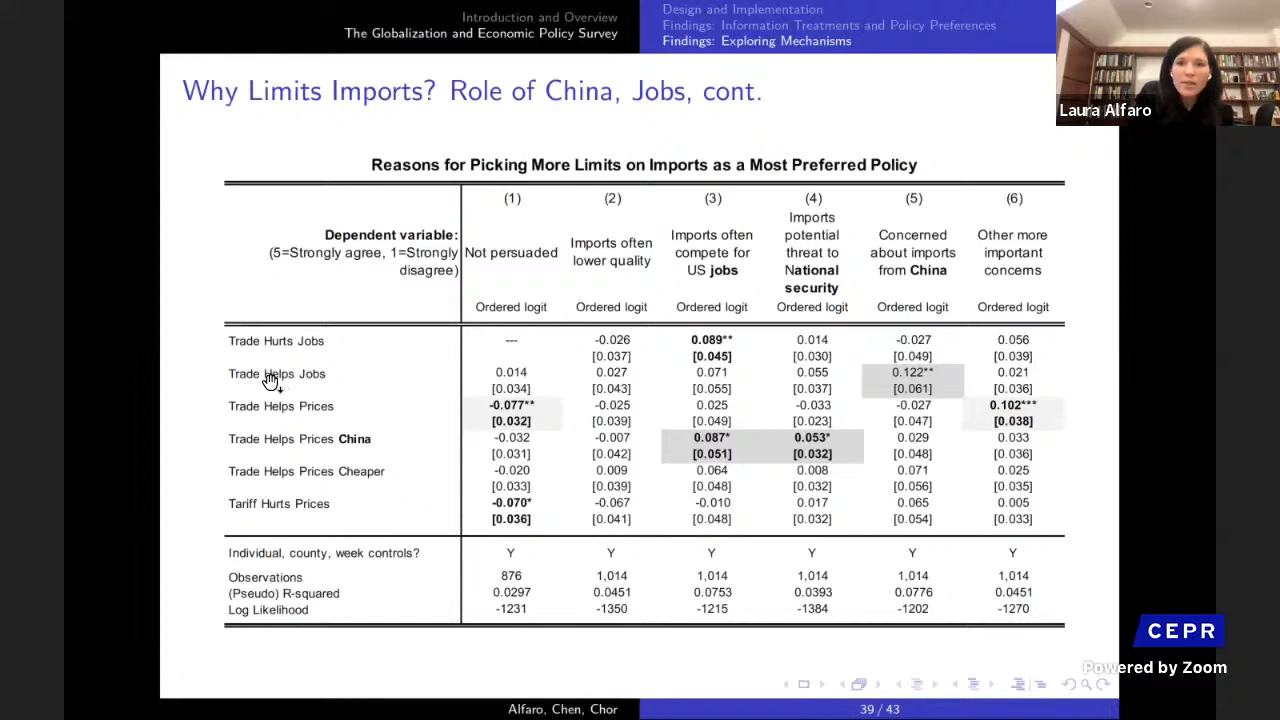 Introduction and Overview
The Globalization and Economic Policy Survey
Design and Implementation
Findings: Information Treatments and Policy Preferences
Findings: Exploring Mechanisms
Laura Alfaro
Why Limits Imports? Role of China, Jobs, cont.
Reasons for Picking More Limits on Imports as a Most Preferred Policy
(1) (2) (3) (4) (5) (6)
Dependent variable:
(5=Strongly agree, 1=Strongly
disagree)
Not persuaded
Imports often
lower quality
Imports often
compete for
US jobs
Imports
potential
threat to
National
security
Concerned
about imports
from China
Other more
important
concerns
Ordered logit Ordered logit Ordered logit Ordered logit Ordered logit Ordered logit
Trade Hurts Jobs --- -0.026 0.089** 0.014 -0.027 0.056
[0.037] [0.045] [0.030] [0.049] [0.039]
Trade Helps Jobs 0.014 0.027 0.071 0.055 0.122** 0.021
[0.034] [0.043] [0.055] [0.037] [0.061] [0.036]
Trade Helps Prices -0.077** -0.025 0.025 -0.033 -0.027 0.102***
[0.032] [0.039] [0.049] [0.023] [0.047] [0.038]
Trade Helps Prices China -0.032 -0.007 0.087* 0.053* 0.029 0.033
[0.031] [0.042] [0.051] [0.032] [0.048] [0.036]
Trade Helps Prices Cheaper -0.020 0.009 0.064 0.008 0.071 0.025
[0.033] [0.039] [0.048] [0.032] [0.056] [0.035]
Tariff Hurts Prices -0.070* -0.067 -0.010 0.017 0.065 0.005
[0.036] [0.041] [0.048] [0.032] [0.054] [0.033]
Individual, county, week controls? Y Y Y Y Y Y
Observations 876 1,014 1,014 1,014 1,014 1,014
(Pseudo) R-squared 0.0297 0.0451 0.0753 0.0393 0.0776 0.0451
Log Likelihood -1231 -1350 -1215 -1384 -1202 -1270
CEPR
Powered by Zoom
Alfaro, Chen, Chor
39 / 43